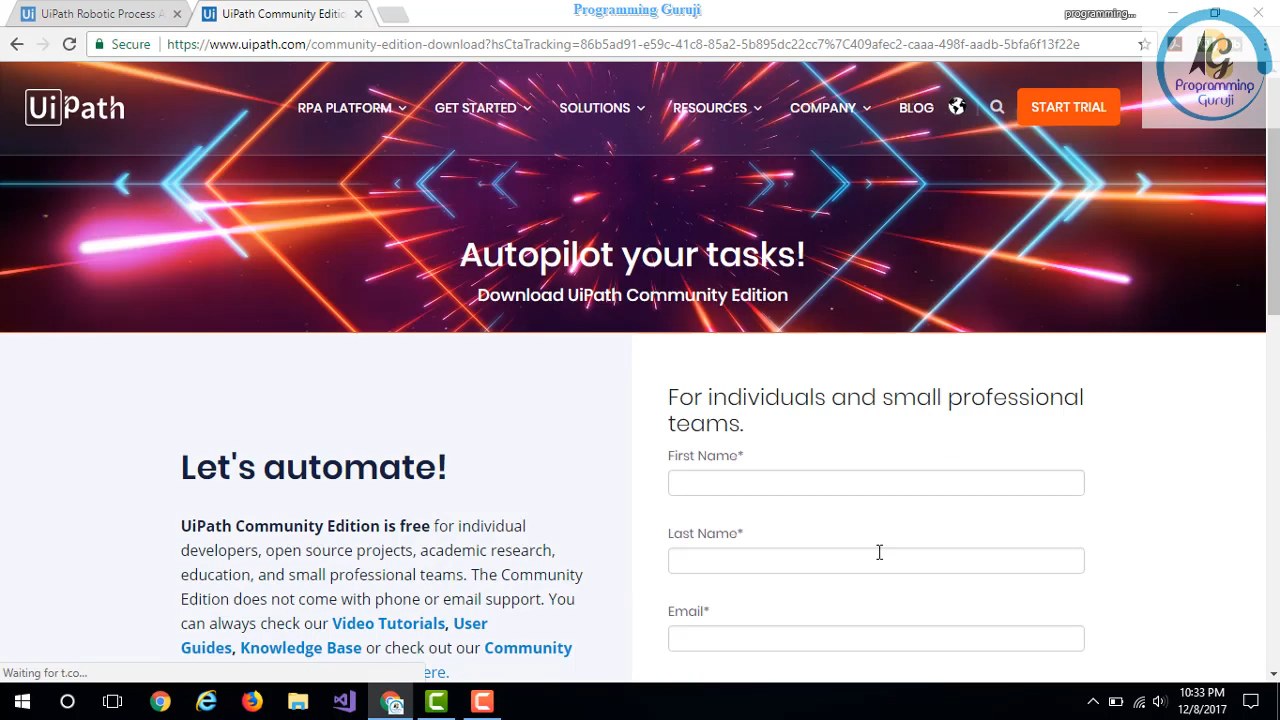 UiPath Robotic Process A
UiPath Community Editic
Programming Guruji
programming...
Secure
https://www.uipath.com/community-edition-download?hsCtaTracking=86b5ad91-e59c-41c8-85a2-5b895dc22cc7%7C409afec2-caaa-498f-aadb-5bfa6f13f22e
UiPath
RPA PLATFORM
GET STARTED
SOLUTIONS
RESOURCES
COMPANY
BLOG
START TRIAL
Programming
Guruji
Autopilot your tasks!
Download UiPath Community Edition
For individuals and small professional
teams.
First Name*
Last Name*
Email*
Let's automate!
UiPath Community Edition is free for individual
developers, open source projects, academic research,
education, and small professional teams. The Community
Edition does not come with phone or email support. You
can always check our Video Tutorials, User
Guides, Knowledge Base or check out our Community
ere.
Waiting for t.co...
10:33 PM
12/8/2017